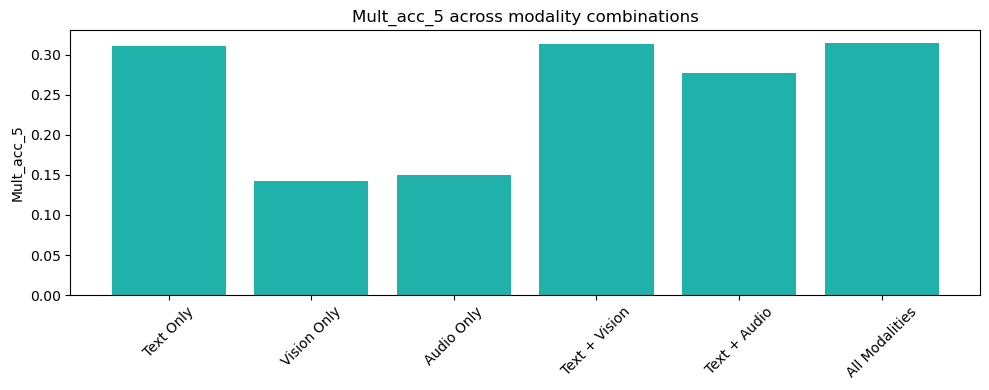 Mult_acc_5 across modality combinations
Mult_acc_5
0.30
0.25
0.20
0.15
0.10
0.05
0.00
Text Only
Vision Only
Audio Only
Text + Vision
Text + Audio
All Modalities